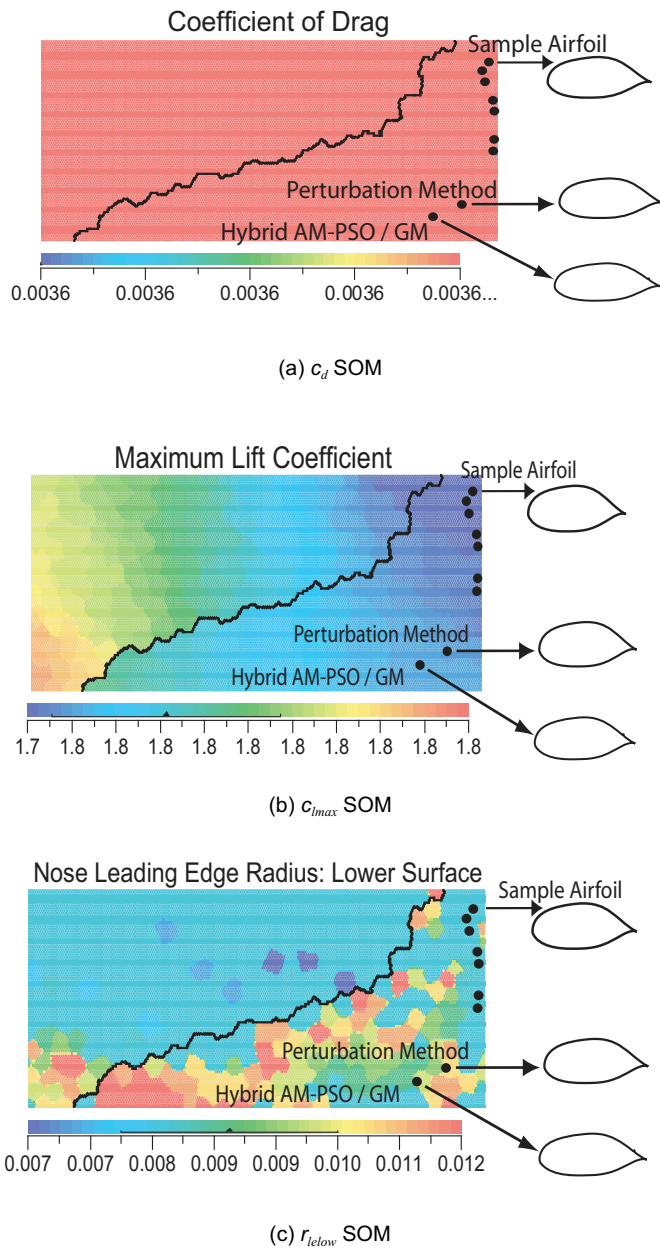 Coefficient of Drag
Sample Airfoil
Perturbation Method
Hybrid AM-PSO / GM
0.0036 0.0036 0.0036 0.0036 0.0036...
(a) cd SOM
Maximum Lift Coefficient
Sample Airfoil
Perturbation Method
Hybrid AM-PSO / GM
1.7 1.8 1.8 1.8 1.8 1.8 1.8 1.8 1.8
(b) clmax SOM
Nose Leading Edge Radius: Lower Surface
Sample Airfoil
Perturbation Method
Hybrid AM-PSO / GM
0.007 0.007 0.008 0.009 0.009 0.010 0.011 0.012
(c) rlelow SOM